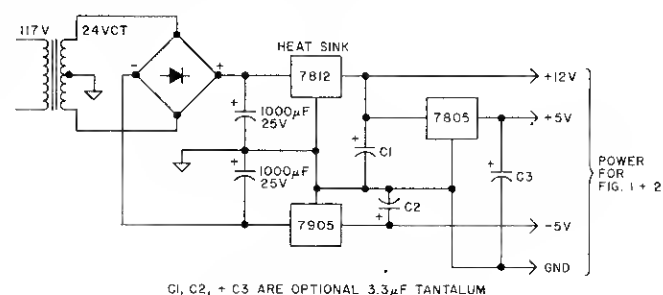 117V
24VCT
-
+
HEAT SINK
7812
+
1000µF
25V
+
1000µF
25V
7905
+
C1
C2
+
7805
+
C3
+12V
+5V
-5V
GND
POWER
FOR
FIG. 1 + 2
C1, C2, + C3 ARE OPTIONAL 3.3µF TANTALUM